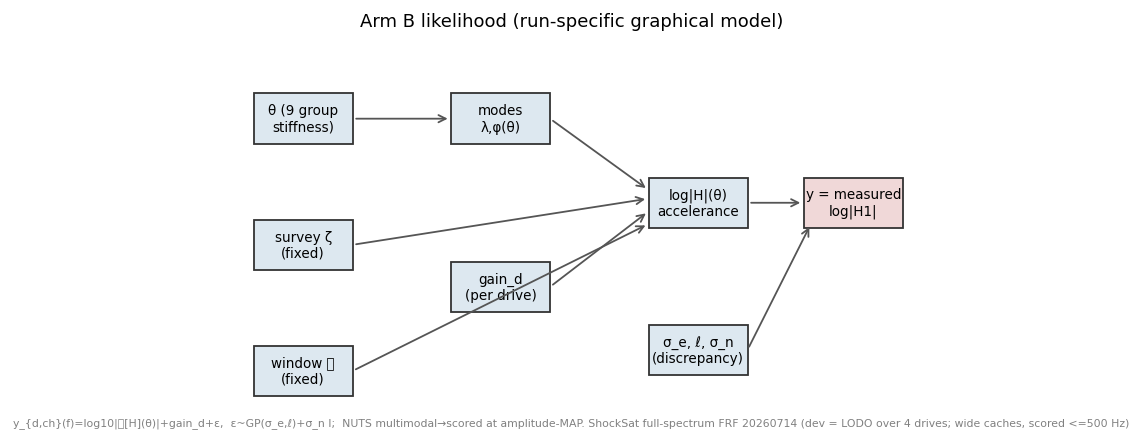 Arm B likelihood (run-specific graphical model)
θ (9 group
stiffness)
modes
λ,φ(θ)
log|H|(θ)
accelerance
y = measured
log|H1|
survey ζ
(fixed)
gain_d
(per drive)
σ_e, ℓ, σ_n
(discrepancy)
window
(fixed)
y_{d,ch}(f)=log10|[H](θ)|+gain_d+ε, ε~GP(σ_e,ℓ)+σ_n I; NUTS multimodal→scored at amplitude-MAP. ShockSat full-spectrum FRF 20260714 (dev = LODO over 4 drives; wide caches, scored <=500 Hz)